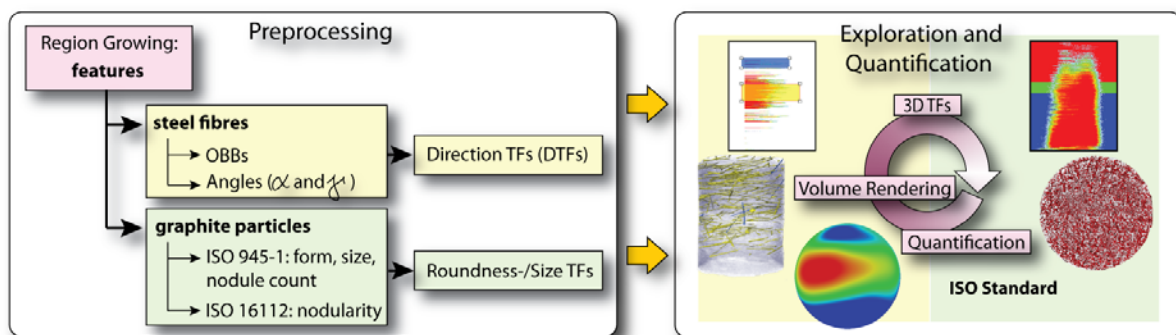 Preprocessing
Region Growing:
features
steel fibres
OBBs
Angles (α and γ)
Direction TFs (DTFs)
graphite particles
ISO 945-1: form, size,
nodule count
ISO 16112: nodularity
Roundness-/Size TFs
Exploration and
Quantification
3D TFs
Volume Rendering
Quantification
ISO Standard